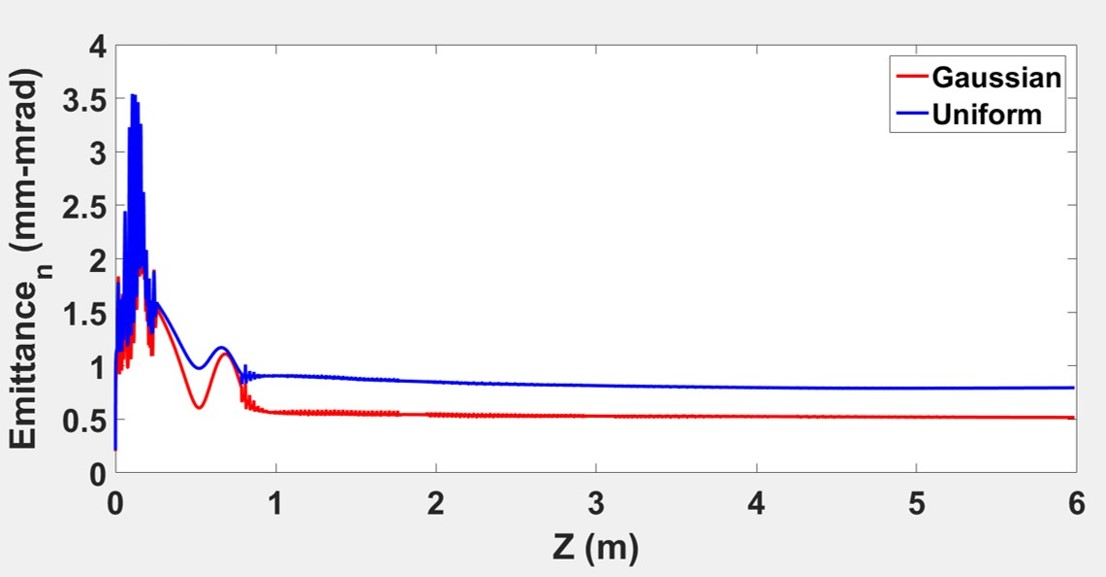 4
3.5
3
2.5
2
1.5
1
0.5
0
Emittance_n (mm-mrad)
Gaussian
Uniform
0 1 2 3 4 5 6
Z (m)